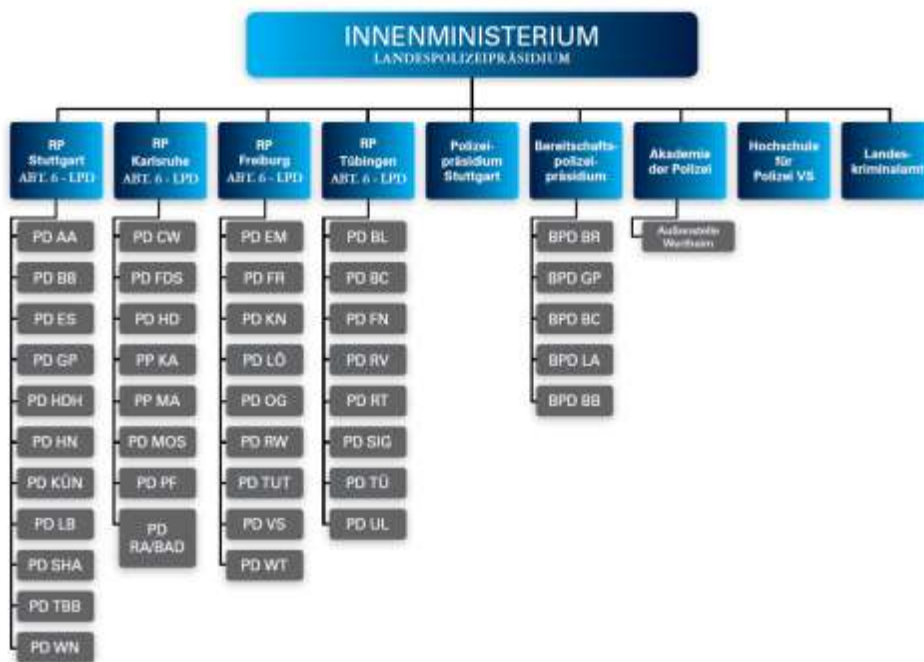 INNENMINISTERIUM
LANDESPOLIZEIPRÄSIDIUM
RP
Stuttgart
ABT. 6 - LPD
RP
Karlsruhe
ABT. 6 - LPD
RP
Freiburg
ABT. 6 - LPD
RP
Tübingen
ABT. 6 - LPD
Polizei-
präsidium
Stuttgart
Bereitschafts-
polizei-
präsidium
Akademie
der Polizei
Hochschule
für
Polizei VS
Landes-
kriminalamt
PD AA
PD BB
PD ES
PD GP
PD HDH
PD HN
PD KÜN
PD LB
PD SHA
PD TBB
PD WN
PD CW
PD FDS
PD HD
PP KA
PP MA
PD MOS
PD PF
PD
RA/BAD
PD EM
PD FR
PD KN
PD LÖ
PD OG
PD RW
PD TUT
PD VS
PD WT
PD BL
PD BC
PD FN
PD RV
PD RT
PD SIG
PD TÜ
PD UL
BPD BR
BPD GP
BPD BC
BPD LA
BPD BB
Außenstelle
Wertheim